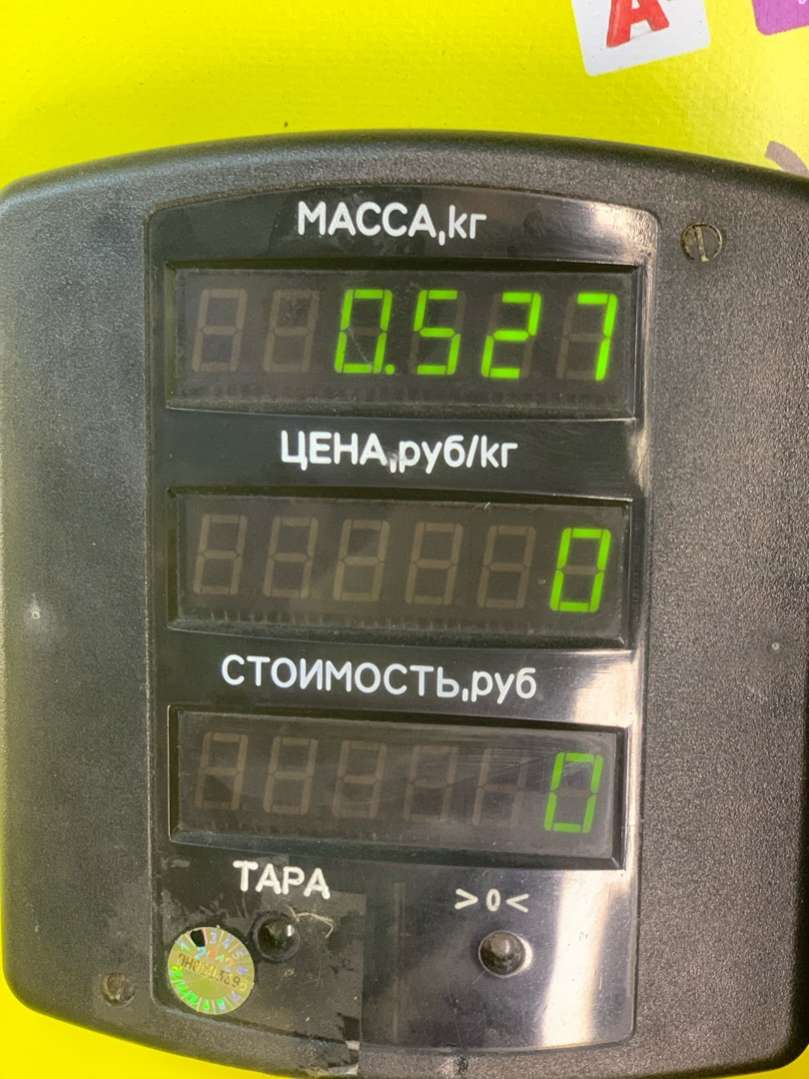 А
МАССА,кг
0.527
ЦЕНА,руб/кг
0
СТОИМОСТЬ,руб
0
ТАРА
>0<